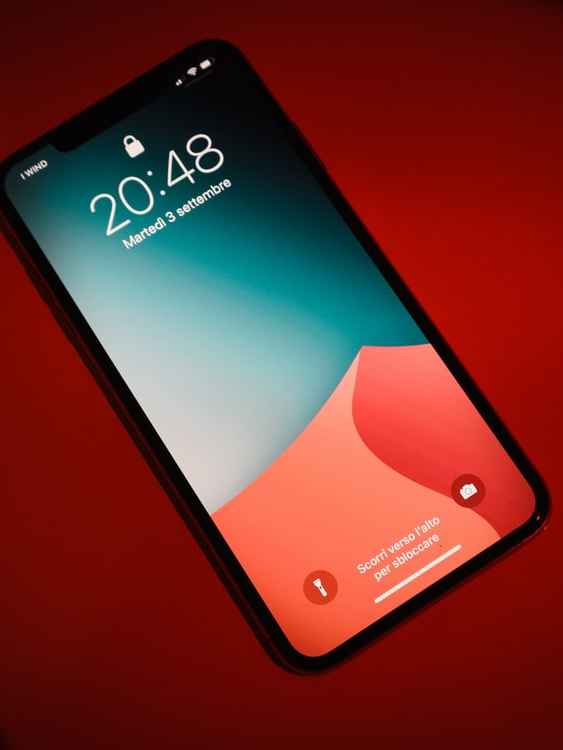 I WIND
20:48
Martedì 3 settembre
Scorri verso l'alto
per sbloccare